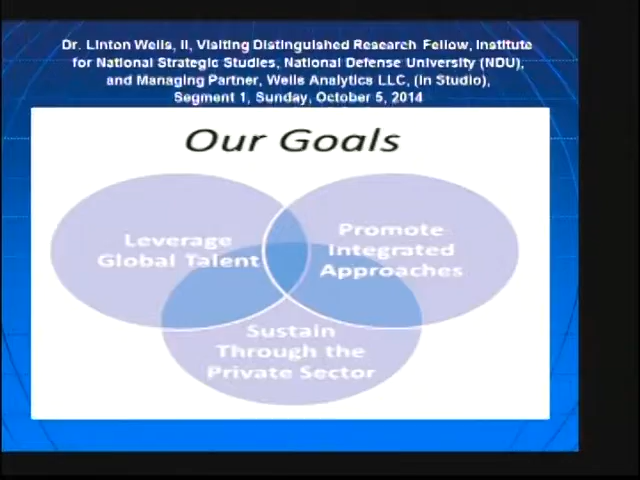 Dr. Linton Wells, II, Visiting Distinguished Research Fellow, Institute
for National Strategic Studies, National Defense University (NDU),
and Managing Partner, Wells Analytics LLC, (In Studio),
Segment 1, Sunday, October 5, 2014
Our Goals
Leverage
Global Talent
Promote
Integrated
Approaches
Sustain
Through the
Private Sector